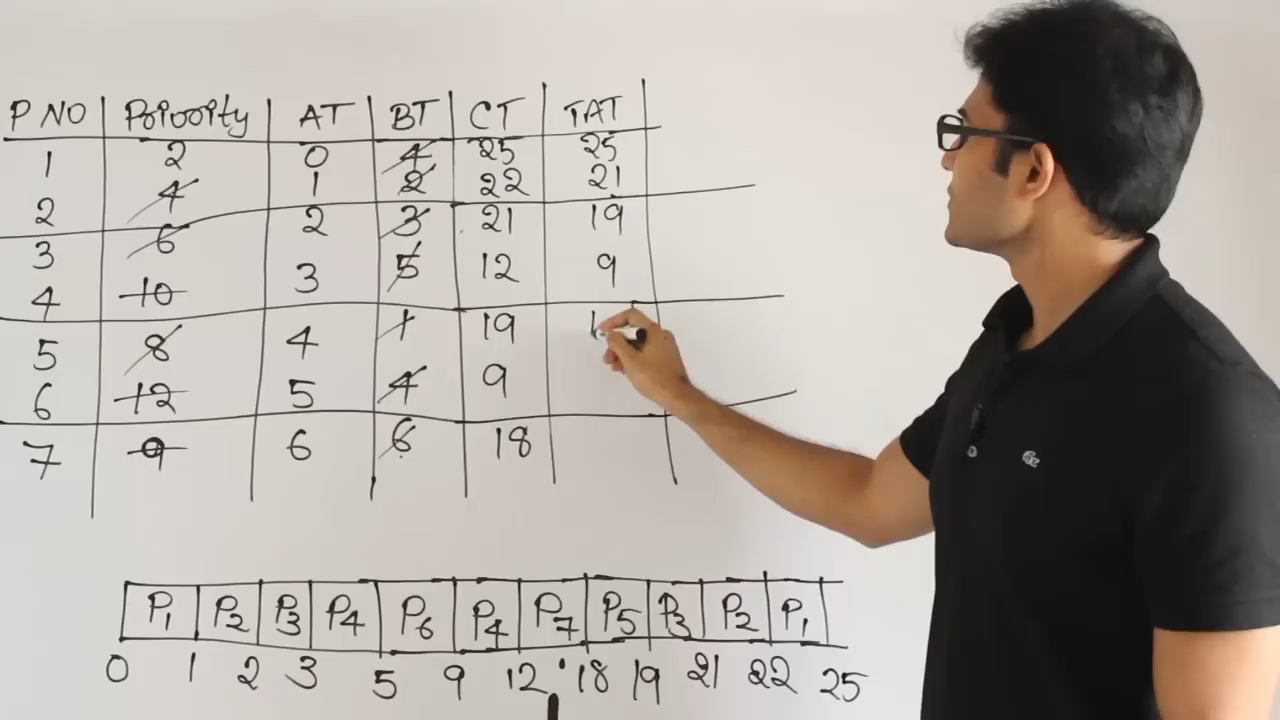 P NO Poiooity AT BT CT TAT
1 2 0 4 25 25
2 4 1 2 22 21
3 6 2 3 21 19
4 10 3 5 12 9
5 8 4 1 19 1
6 12 5 4 9
7 9 6 6 18
P1 P2 P3 P4 P6 P4 P7 P5 P3 P2 P1
0 1 2 3 5 9 12 18 19 21 22 25